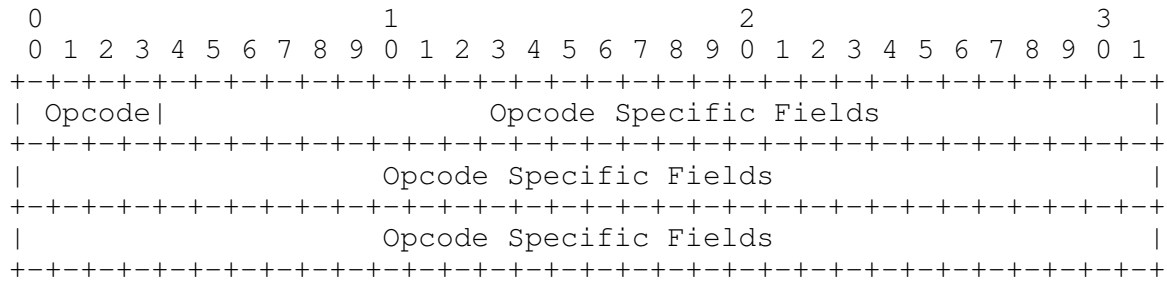 0                   1                   2                   3
 0 1 2 3 4 5 6 7 8 9 0 1 2 3 4 5 6 7 8 9 0 1 2 3 4 5 6 7 8 9 0 1
+-+-+-+-+-+-+-+-+-+-+-+-+-+-+-+-+-+-+-+-+-+-+-+-+-+-+-+-+-+-+-+-+
| Opcode|                  Opcode Specific Fields               |
+-+-+-+-+-+-+-+-+-+-+-+-+-+-+-+-+-+-+-+-+-+-+-+-+-+-+-+-+-+-+-+-+
|                    Opcode Specific Fields                     |
+-+-+-+-+-+-+-+-+-+-+-+-+-+-+-+-+-+-+-+-+-+-+-+-+-+-+-+-+-+-+-+-+
|                    Opcode Specific Fields                     |
+-+-+-+-+-+-+-+-+-+-+-+-+-+-+-+-+-+-+-+-+-+-+-+-+-+-+-+-+-+-+-+-+